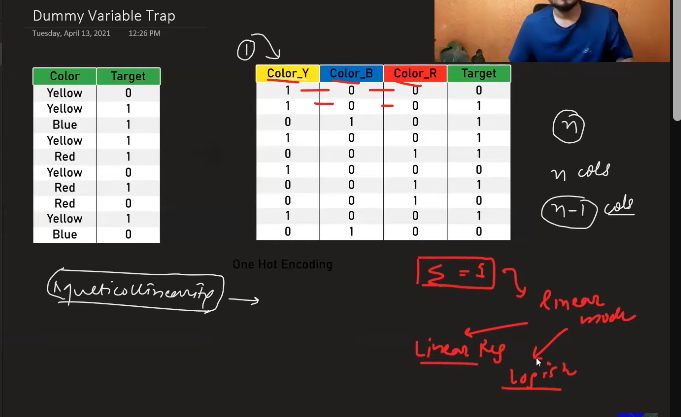 Dummy Variable Trap
Tuesday, April 13, 2021 12:26 PM
Color Target
Yellow 0
Yellow 1
Blue 1
Yellow 1
Red 1
Yellow 0
Red 1
Red 0
Yellow 1
Blue 0
1
Color_Y Color_B Color_R Target
1 0 0 0
1 0 0 1
0 1 0 1
1 0 0 1
0 0 1 1
1 0 0 0
0 0 1 1
0 0 1 0
1 0 0 1
0 1 0 0
n
n cols
n-1 cols
One Hot Encoding
Σ = 1
linear
Linear Reg